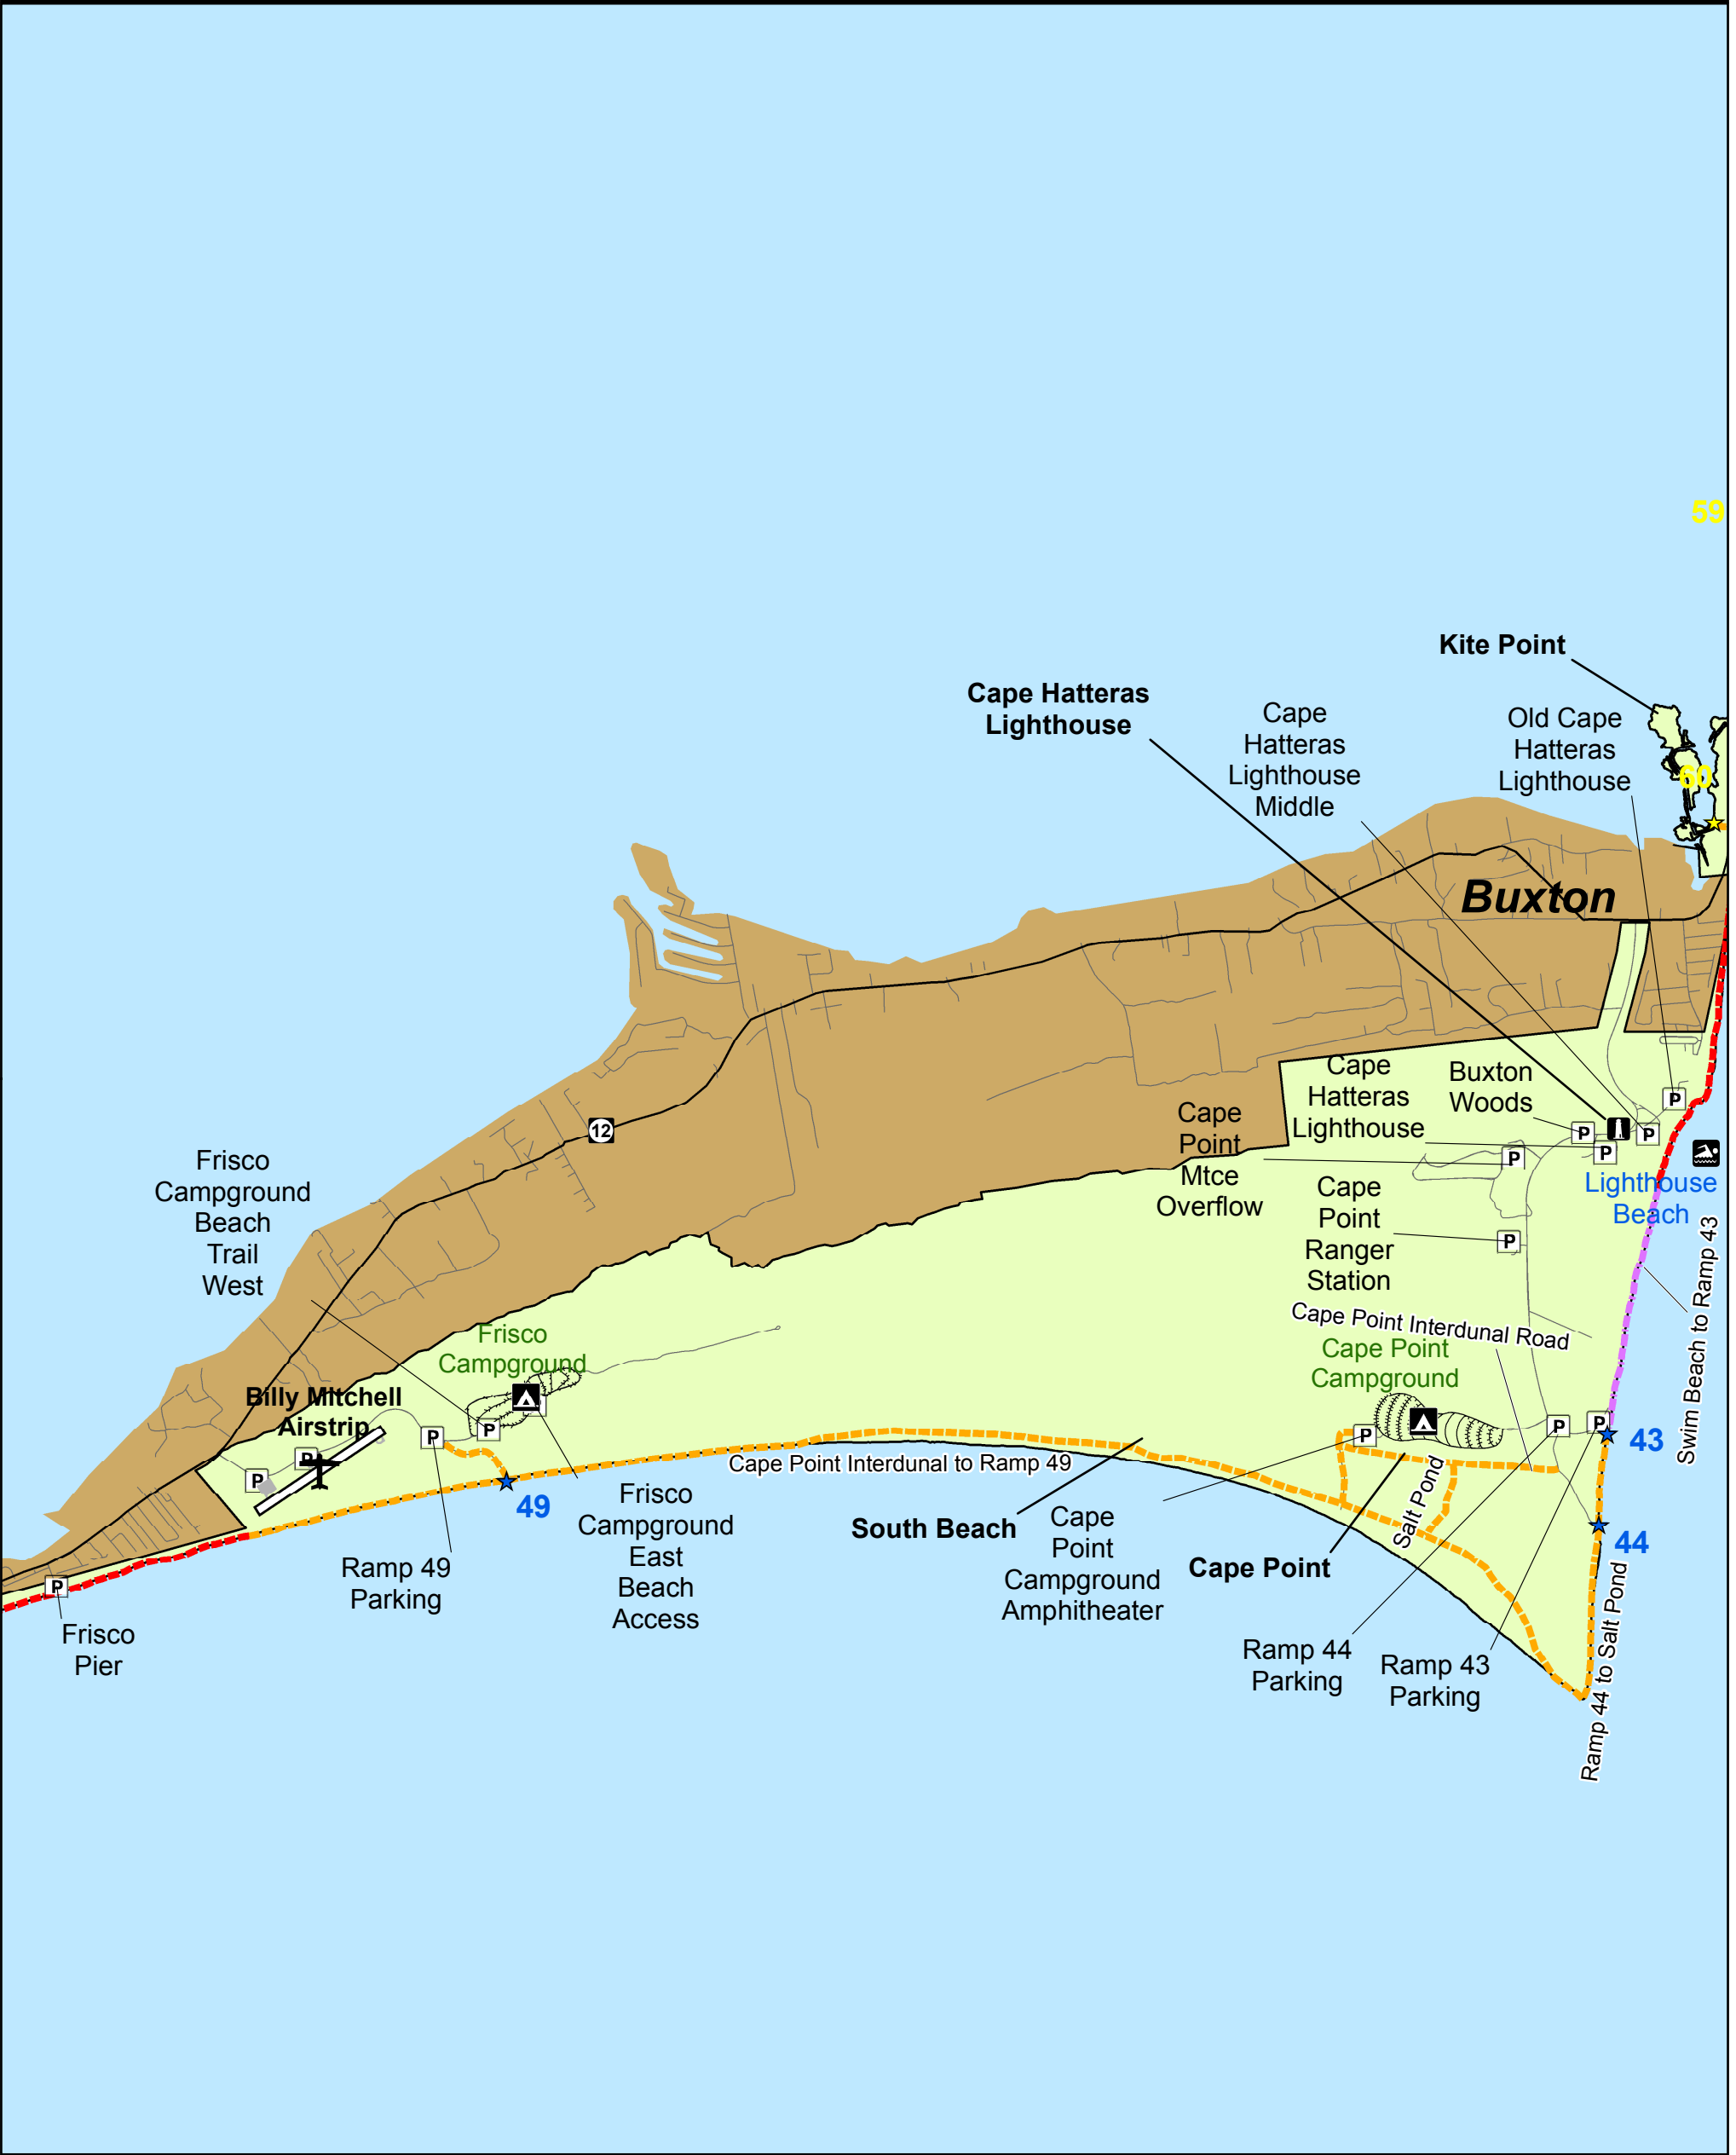 59
Kite Point
Cape Hatteras
Lighthouse
Cape
Hatteras
Lighthouse
Middle
Old Cape
Hatteras
Lighthouse
60
Buxton
12
Cape
Hatteras
Lighthouse
Buxton
Woods
P
P
P
P
P
Cape
Point
Mtce
Overflow
Lighthouse
Beach
Cape
Point
Ranger
Station
P
Swim Beach to Ramp 43
Frisco
Campground
Beach
Trail
West
Cape Point Interdunal Road
Frisco
Campground
Cape Point
Campground
Billy Mitchell
Airstrip
P
P
P
P
P
P
P
43
49
Cape Point Interdunal to Ramp 49
Salt Pond
44
South Beach
Cape Point
Frisco
Campground
East
Beach
Access
Cape
Point
Campground
Amphitheater
Ramp 49
Parking
P
Frisco
Pier
Ramp 44
Parking
Ramp 43
Parking
Ramp 44 to Salt Pond